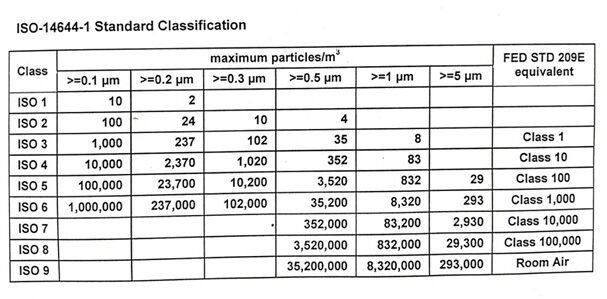 ISO-14644-1 Standard Classification
Class maximum particles/m³ FED STD 209E equivalent
>=0.1 µm >=0.2 µm >=0.3 µm >=0.5 µm >=1 µm >=5 µm
ISO 1 10 2
ISO 2 100 24 10 4
ISO 3 1,000 237 102 35 8 Class 1
ISO 4 10,000 2,370 1,020 352 83 Class 10
ISO 5 100,000 23,700 10,200 3,520 832 29 Class 100
ISO 6 1,000,000 237,000 102,000 35,200 8,320 293 Class 1,000
ISO 7 352,000 83,200 2,930 Class 10,000
ISO 8 3,520,000 832,000 29,300 Class 100,000
ISO 9 35,200,000 8,320,000 293,000 Room Air